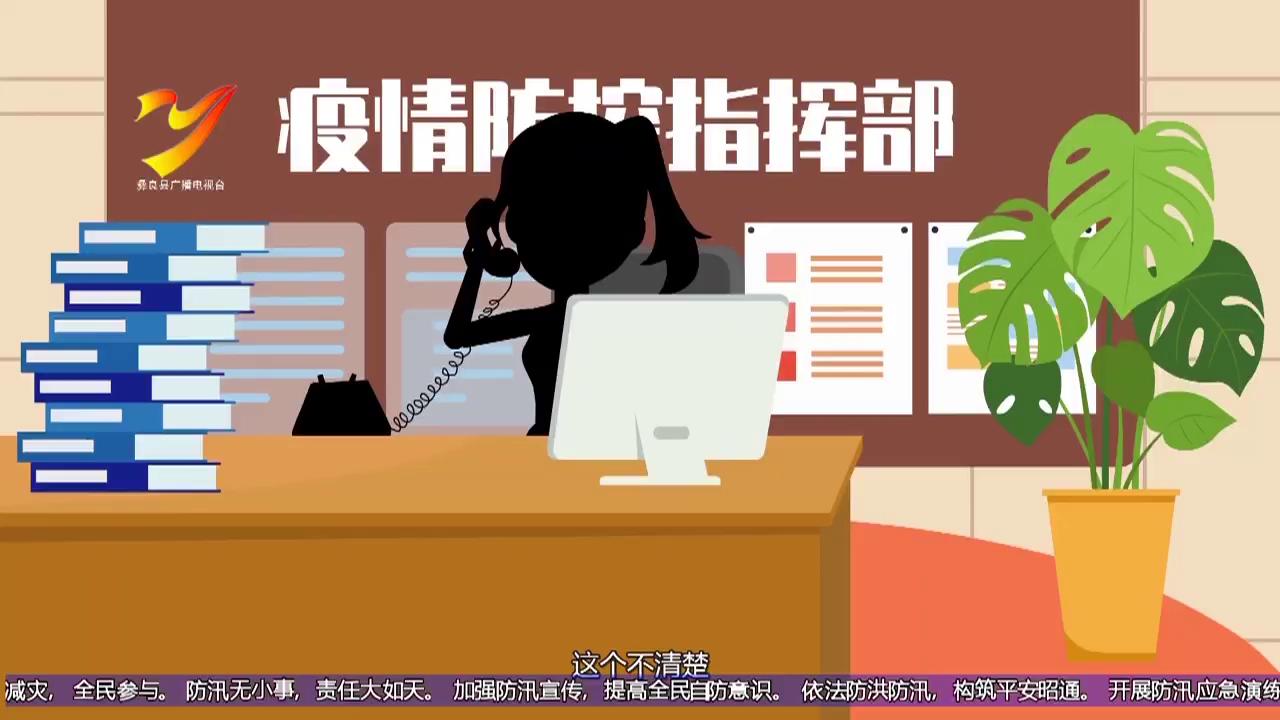 疫情防控指挥部
彝良县广播电视台
这个不清楚
减灾，全民参与。 防汛无小事，责任大如天。 加强防汛宣传，提高全民自防意识。 依法防洪防汛，构筑平安昭通。 开展防汛应急演练